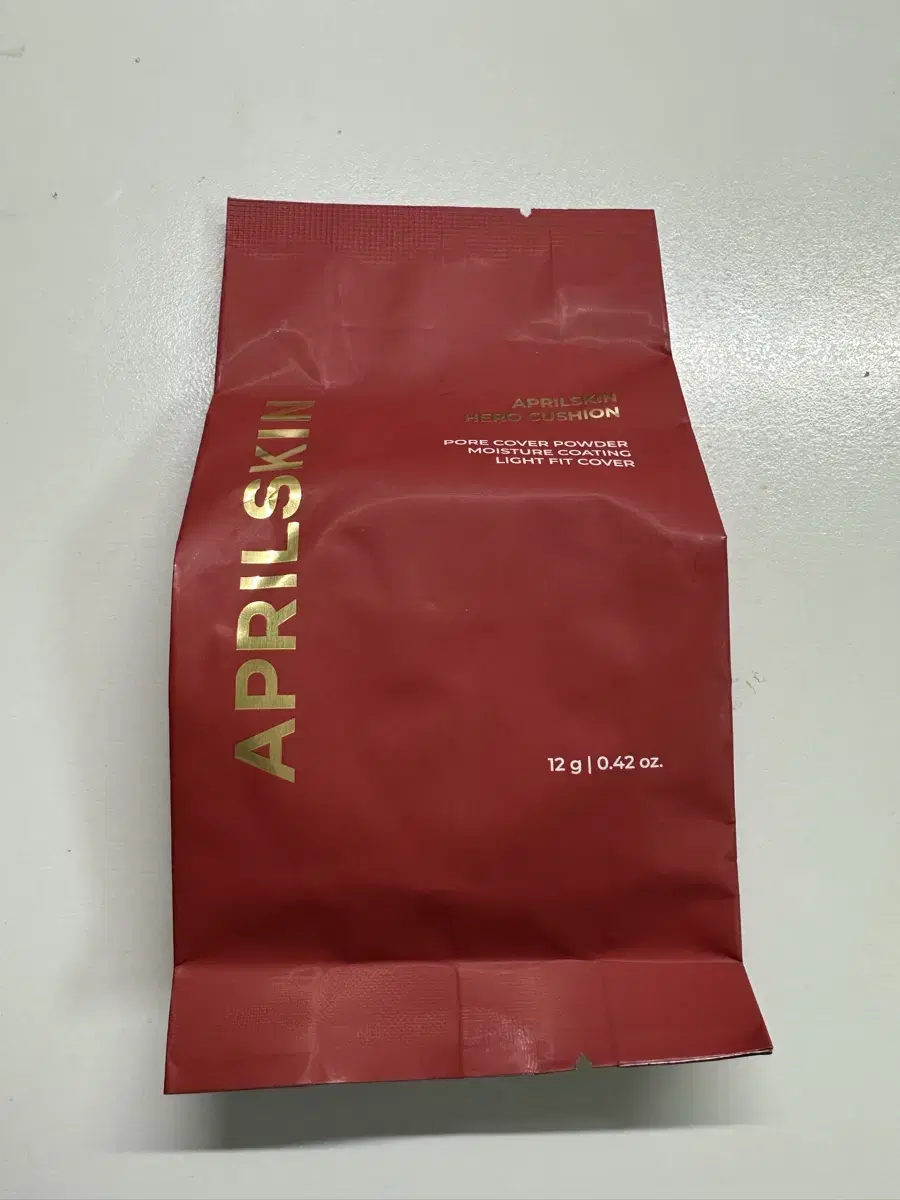 APRILSKIN
APRILSKIN
HERO CUSHION
PORE COVER POWDER
MOISTURE COATING
LIGHT FIT COVER
12 g | 0.42 oz.